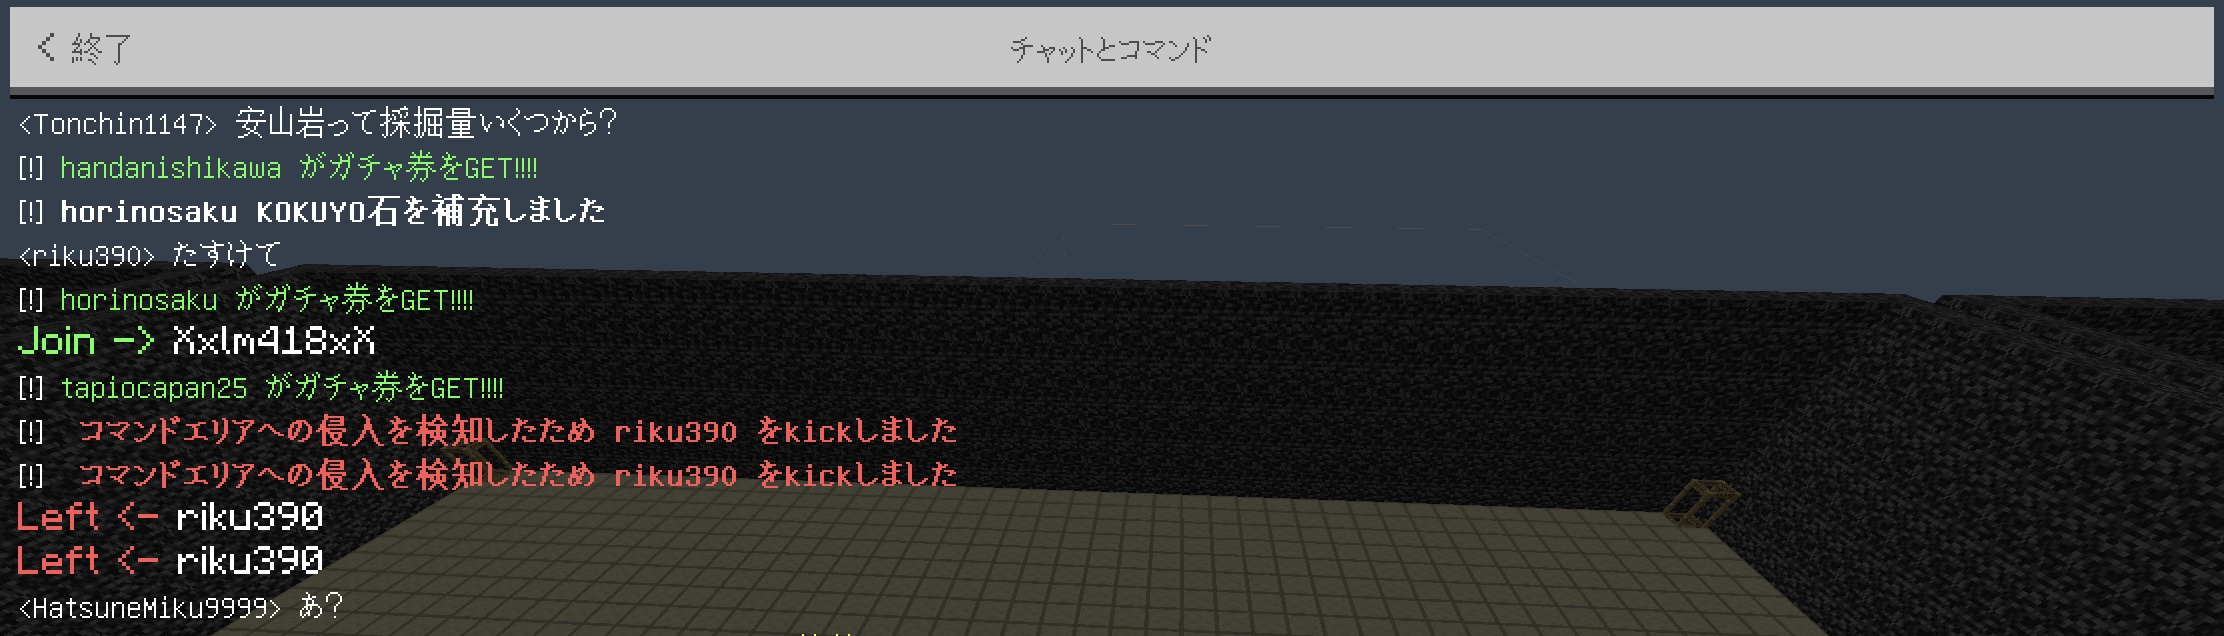 < 終了
チャットとコマンド
<Tonchin1147> 安山岩って採掘量いくつから?
[!] handanishikawa がガチャ券をGET!!!!
[!] horinosaku KOKUYO石を補充しました
<riku390> たすけて
[!] horinosaku がガチャ券をGET!!!!
Join -> Xxlm418xX
[!] tapiocapan25 がガチャ券をGET!!!!
[!] コマンドエリアへの侵入を検知したため riku390 をkickしました
[!] コマンドエリアへの侵入を検知したため riku390 をkickしました
Left <- riku390
Left <- riku390
<HatsuneMiku9999> あ?